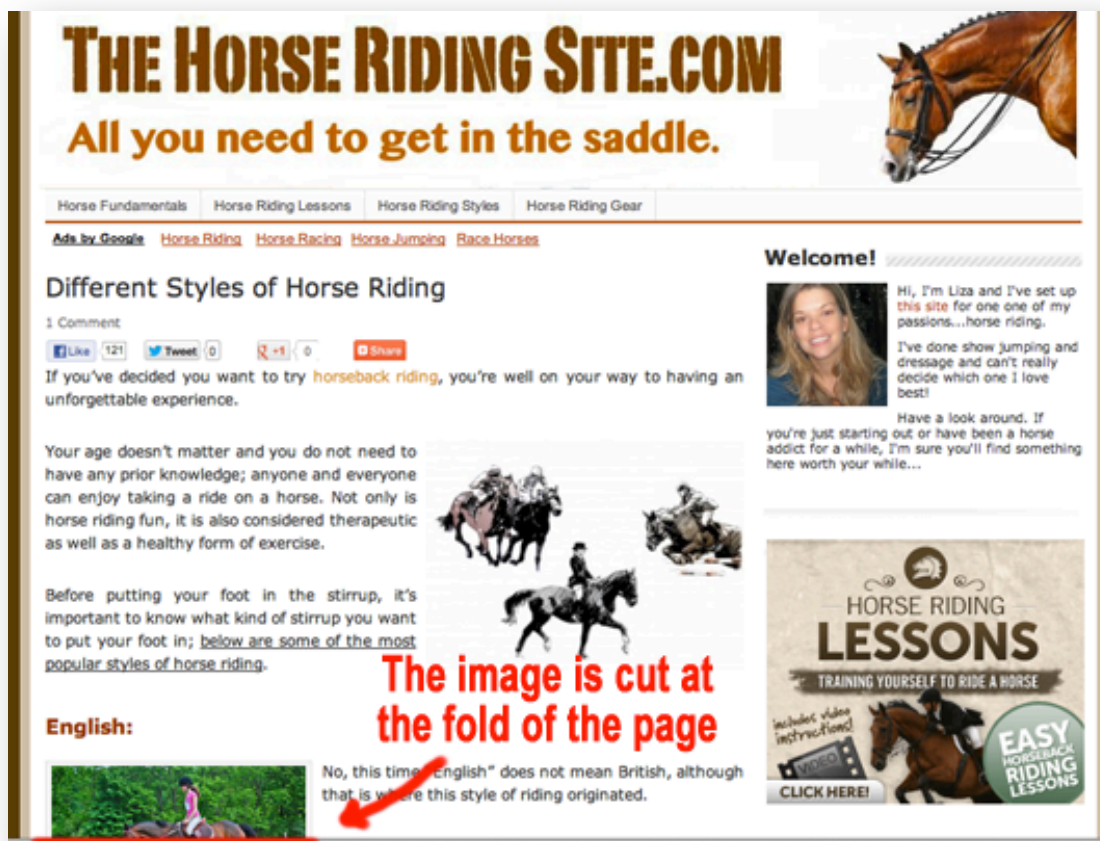 THE HORSE RIDING SITE.COM
All you need to get in the saddle.
Horse Fundamentals Horse Riding Lessons Horse Riding Styles Horse Riding Gear
Ads by Google Horse Riding Horse Racing Horse Jumping Race Horses
Different Styles of Horse Riding
1 Comment
Like 121 Tweet 0 +1 0 Share
If you've decided you want to try horseback riding, you're well on your way to having an
unforgettable experience.
Your age doesn't matter and you do not need to
have any prior knowledge; anyone and everyone
can enjoy taking a ride on a horse. Not only is
horse riding fun, it is also considered therapeutic
as well as a healthy form of exercise.
Before putting your foot in the stirrup, it's
important to know what kind of stirrup you want
to put your foot in; below are some of the most
popular styles of horse riding.
The image is cut at
the fold of the page
English:
No, this time "English" does not mean British, although
that is where this style of riding originated.
Welcome!
Hi, I'm Liza and I've set up
this site for one one of my
passions...horse riding.
I've done show jumping and
dressage and can't really
decide which one I love
best!
Have a look around. If
you're just starting out or have been a horse
addict for a while, I'm sure you'll find something
here worth your while...
HORSE RIDING
LESSONS
TRAINING YOURSELF TO RIDE A HORSE
includes video
instructions!
VIDEO
CLICK HERE!
EASY
HORSEBACK
RIDING
LESSONS